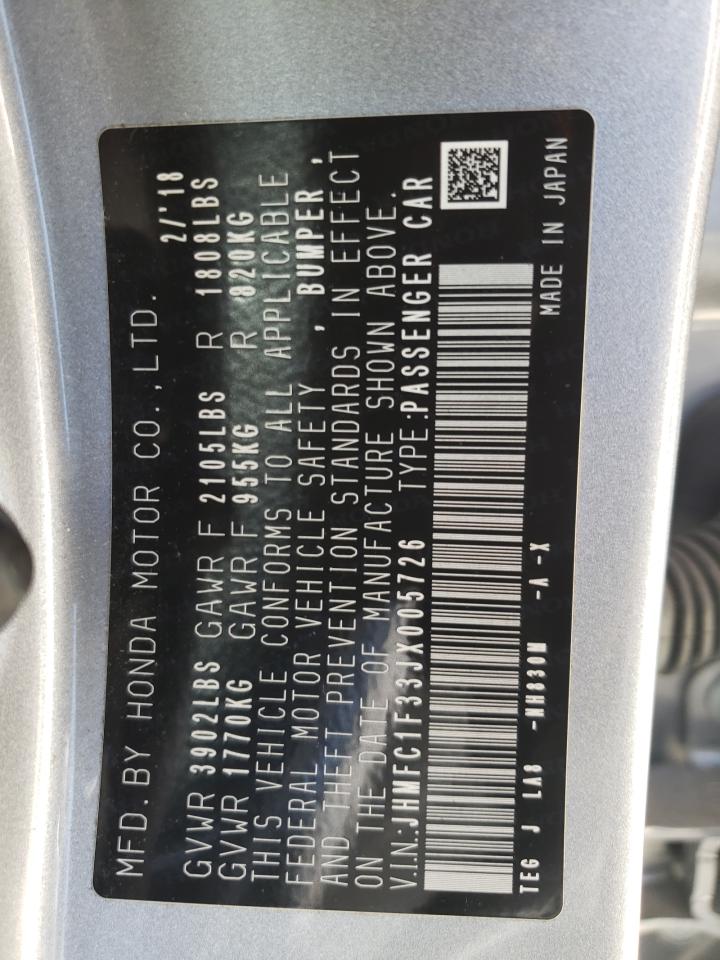 MFD.BY HONDA MOTOR CO.,LTD. 2/'18
GVWR 3902LBS GAWR F 2105LBS R 1808LBS
GVWR 1770KG GAWR F 955KG R 820KG
THIS VEHICLE CONFORMS TO ALL APPLICABLE
FEDERAL MOTOR VEHICLE SAFETY , BUMPER ,
AND THEFT PREVENTION STANDARDS IN EFFECT
ON THE DATE OF MANUFACTURE SHOWN ABOVE.
V.I.N:JHMFC1F33JX005726 TYPE:PASSENGER CAR
TEG J LA8 -NH830M -A -X MADE IN JAPAN